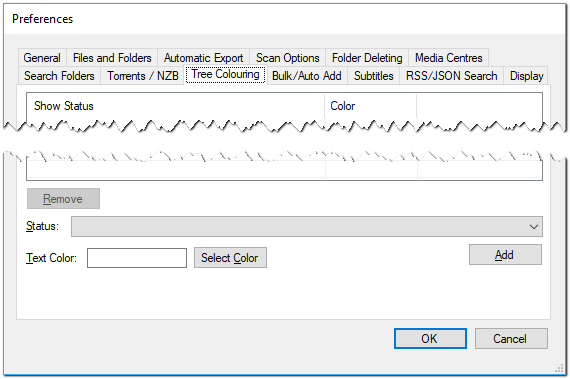 Preferences
General Files and Folders Automatic Export Scan Options Folder Deleting Media Centres
Search Folders Torrents / NZB Tree Colouring Bulk/Auto Add Subtitles RSS/JSON Search Display
Show Status Color
Remove
Status:
Text Color: Select Color Add
OK Cancel